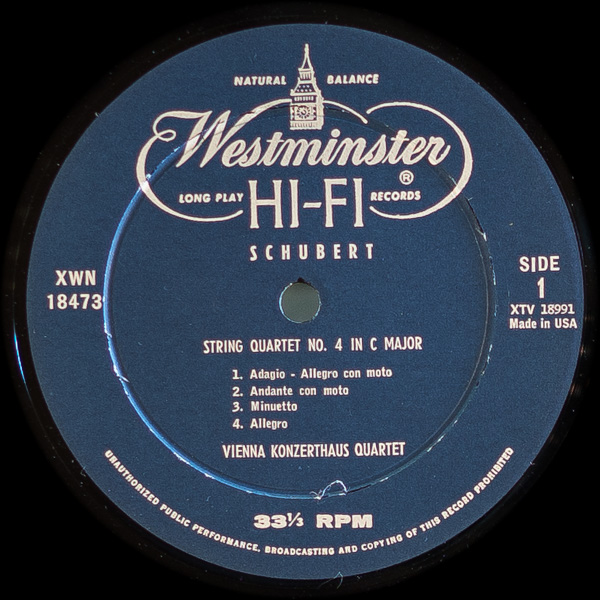 NATURAL BALANCE
Westminster ®
LONG PLAY HI-FI RECORDS
SCHUBERT
XWN
18473
SIDE
1
XTV 18991
Made in USA
STRING QUARTET NO. 4 IN C MAJOR
1. Adagio - Allegro con moto
2. Andante con moto
3. Minuetto
4. Allegro
VIENNA KONZERTHAUS QUARTET
33⅓ RPM
UNAUTHORIZED PUBLIC PERFORMANCE, BROADCASTING AND COPYING OF THIS RECORD PROHIBITED